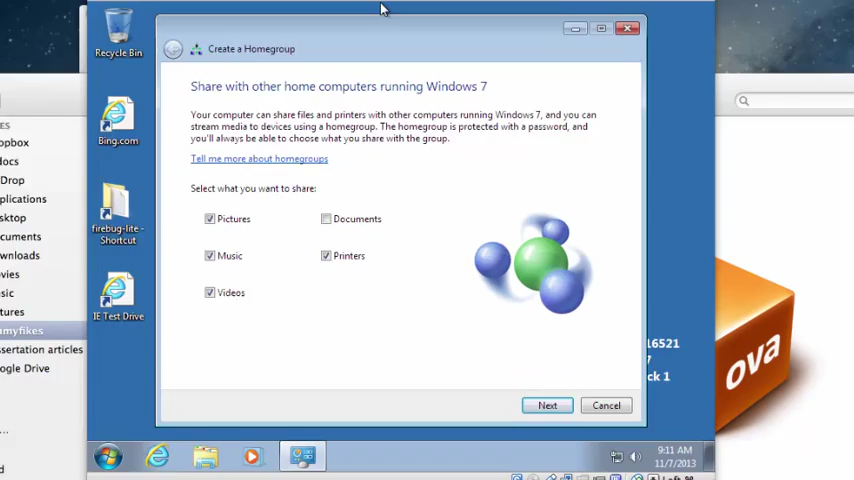 Recycle Bin
Create a Homegroup
Share with other home computers running Windows 7
Your computer can share files and printers with other computers running Windows 7, and you can
stream media to devices using a homegroup. The homegroup is protected with a password, and
you'll always be able to choose what you share with the group.
Tell me more about homegroups
Select what you want to share:
Pictures
Documents
Music
Printers
Videos
Next
Cancel
Bing.com
firebug-lite -
Shortcut
IE Test Drive
16521
7
ck 1
9:11 AM
11/7/2013
ES
opbox
ocs
Drop
plications
sktop
cuments
wnloads
vies
sic
tures
mmyfikes
ssertation articles
ogle Drive
ova
Left ⌘